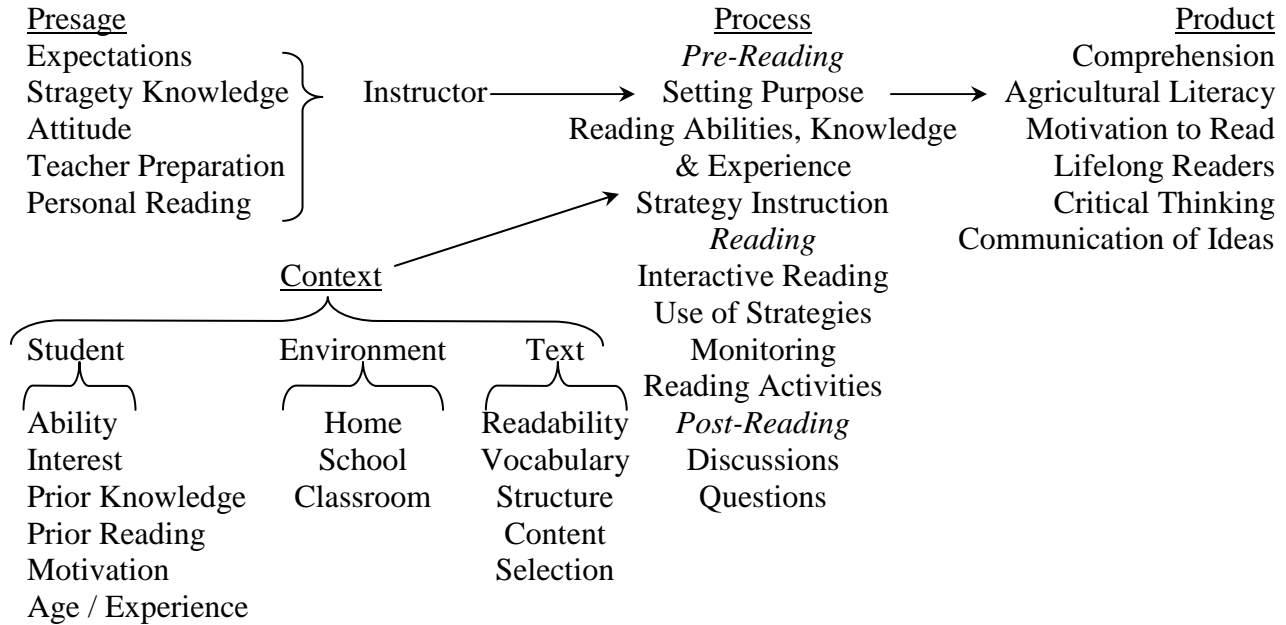 Presage
Expectations
Stragety Knowledge
Attitude
Teacher Preparation
Personal Reading
Instructor
Process
Pre-Reading
Setting Purpose
Reading Abilities, Knowledge
& Experience
Strategy Instruction
Reading
Interactive Reading
Use of Strategies
Monitoring
Reading Activities
Post-Reading
Discussions
Questions
Product
Comprehension
Agricultural Literacy
Motivation to Read
Lifelong Readers
Critical Thinking
Communication of Ideas
Context
Student
Ability
Interest
Prior Knowledge
Prior Reading
Motivation
Age / Experience
Environment
Home
School
Classroom
Text
Readability
Vocabulary
Structure
Content
Selection